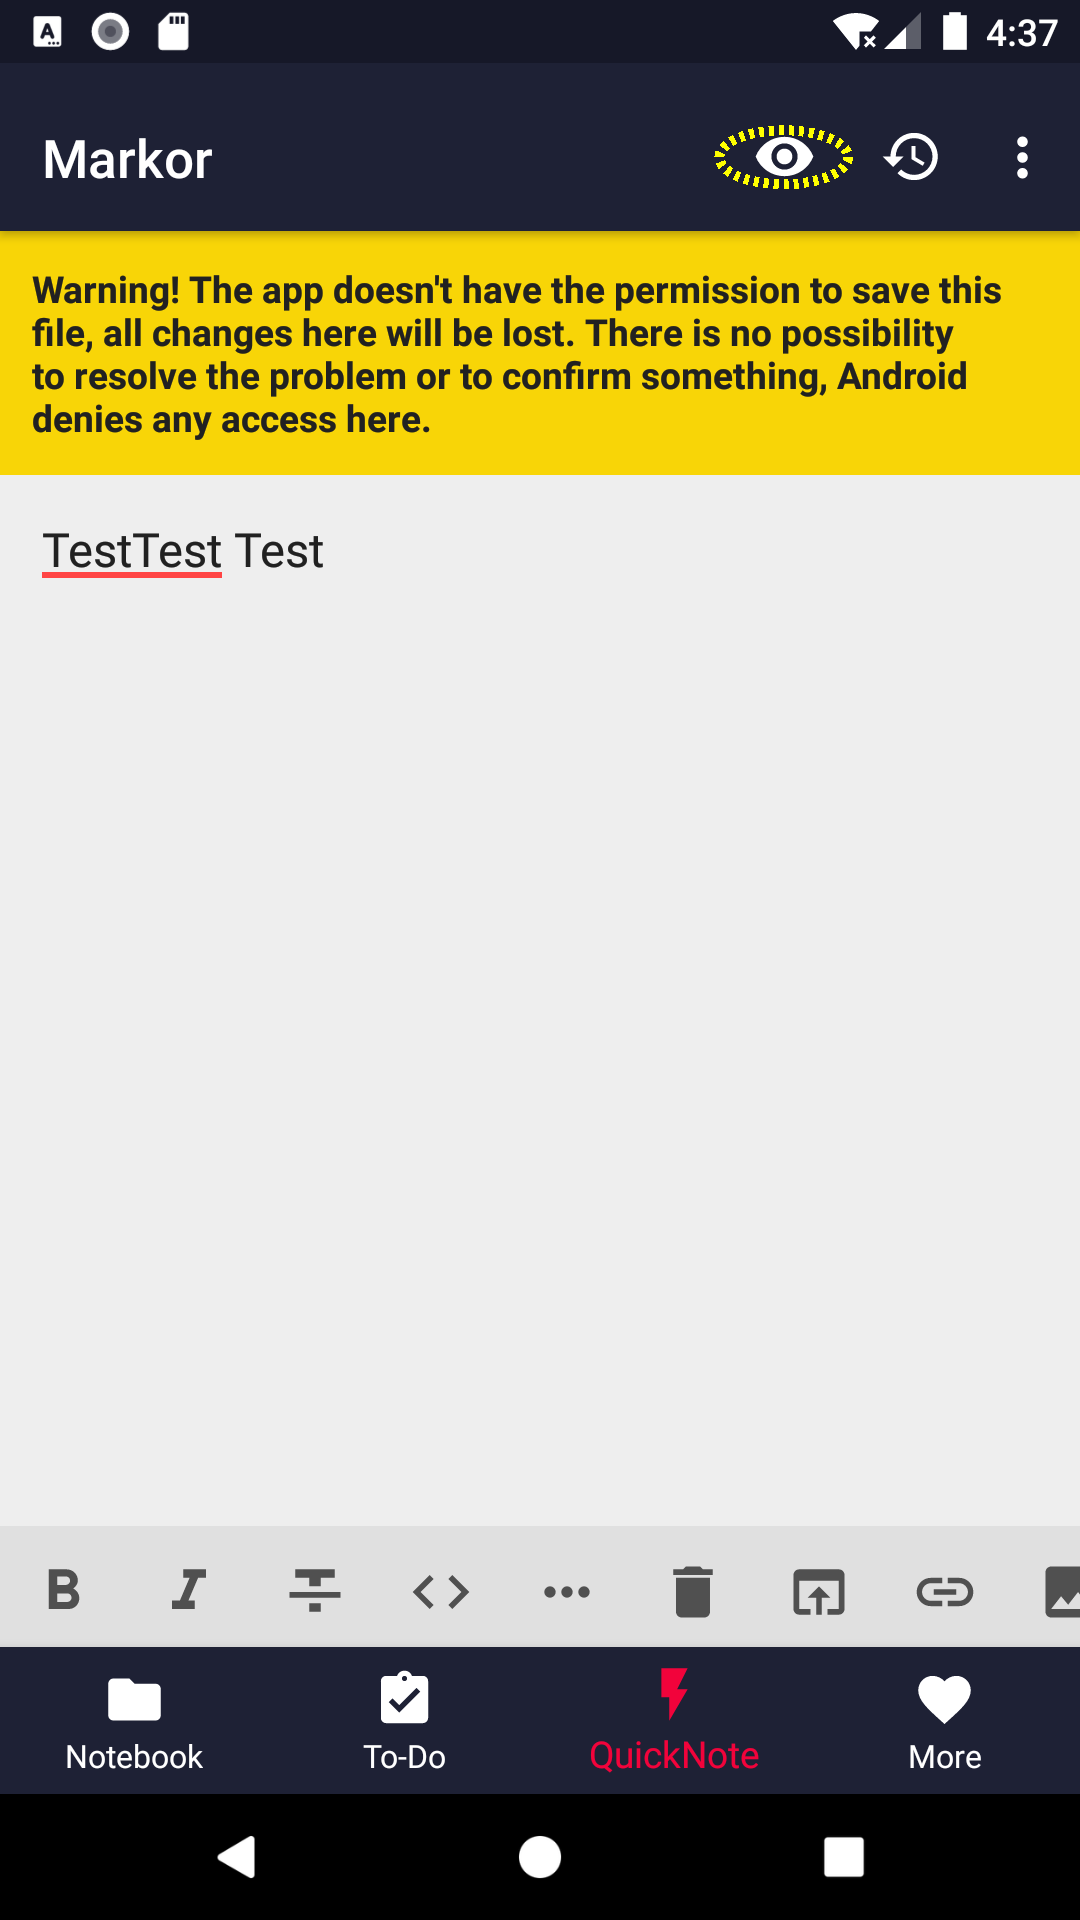 4:37
Markor
Warning! The app doesn't have the permission to save this
file, all changes here will be lost. There is no possibility
to resolve the problem or to confirm something, Android
denies any access here.
TestTest Test
Notebook To-Do QuickNote More